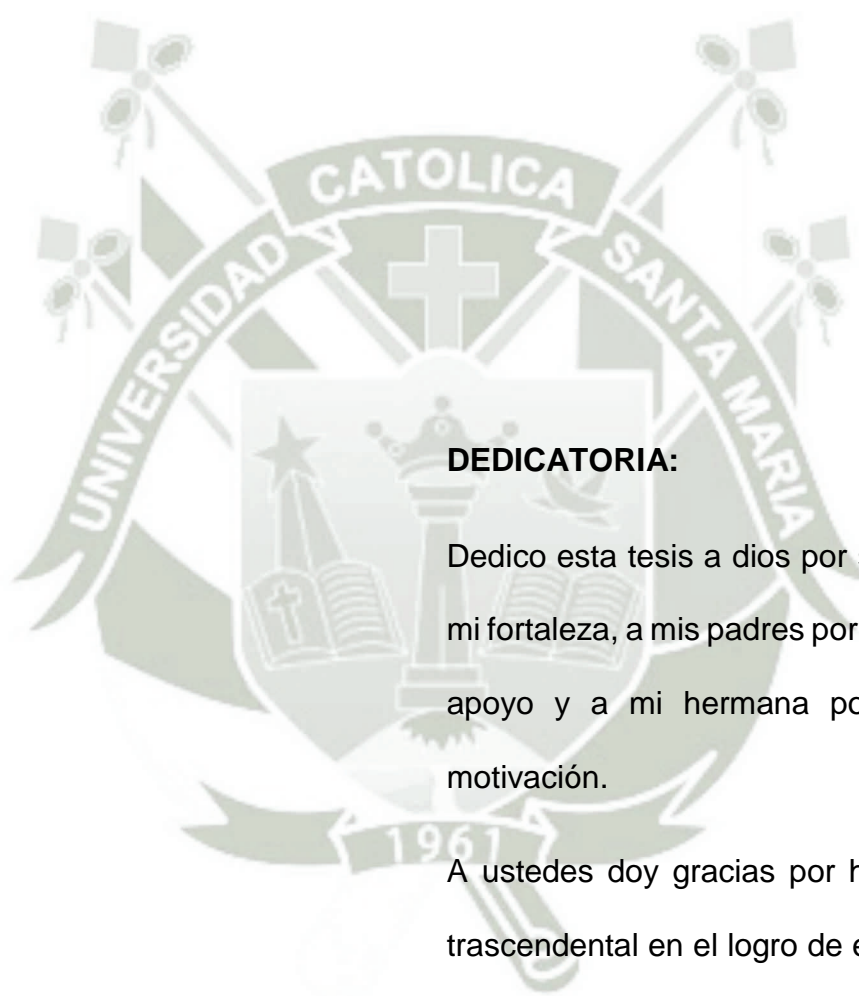 UNIVERSIDAD CATOLICA SANTA MARIA
DEDICATORIA:
Dedico esta tesis a dios por
mi fortaleza, a mis padres por
apoyo y a mi hermana
motivación.
1961
A ustedes doy gracias por
trascendental en el logro de